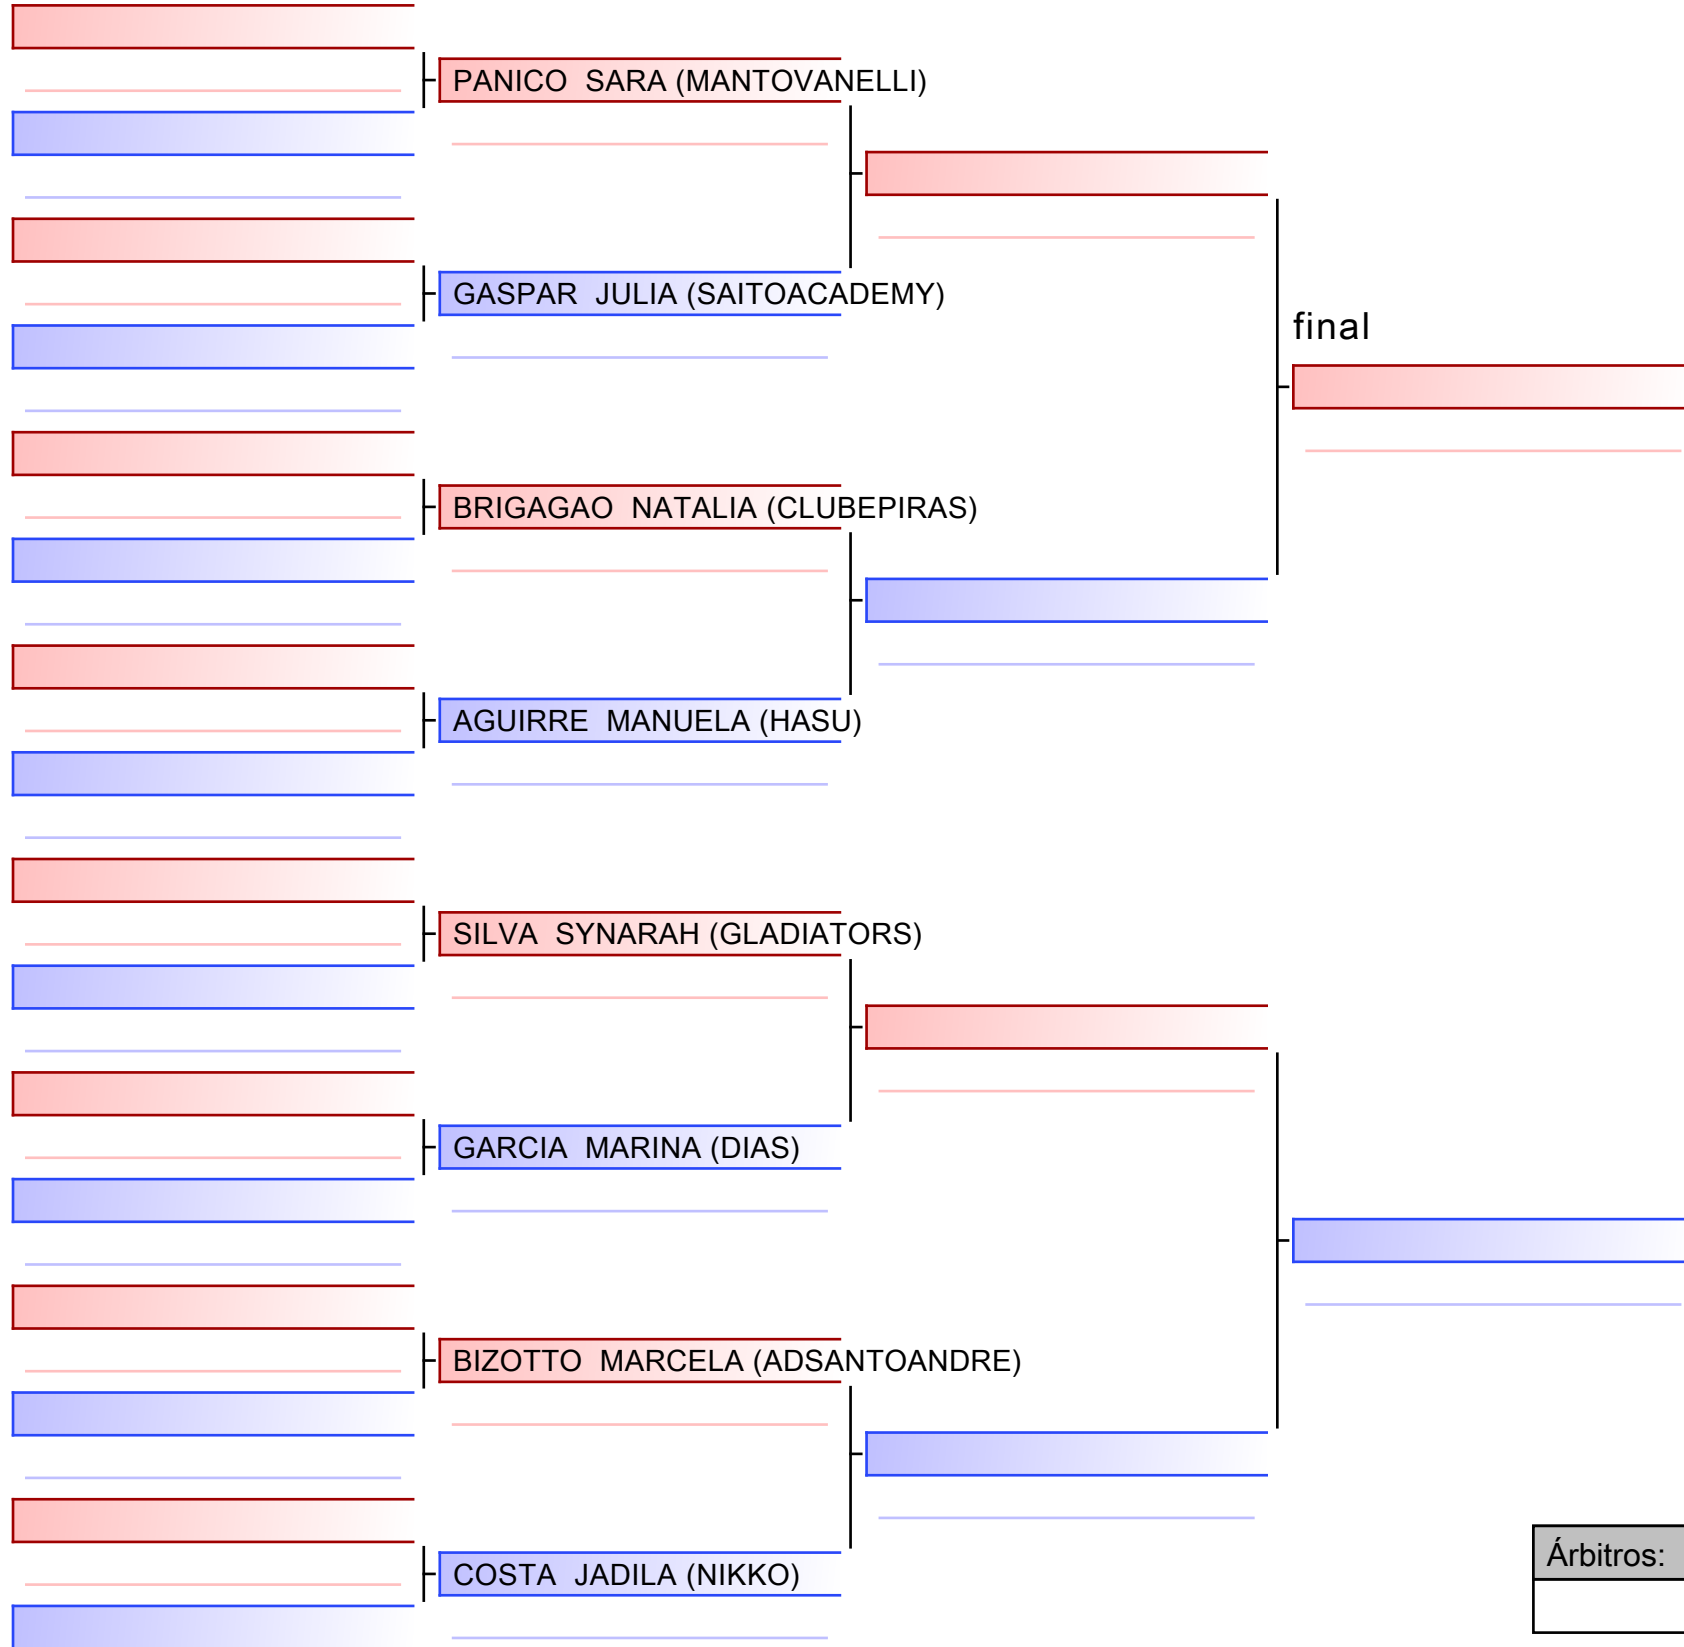 PANICO  SARA (MANTOVANELLI)
GASPAR  JULIA (SAITOACADEMY)
final
BRIGAGAO  NATALIA (CLUBEPIRAS)
AGUIRRE  MANUELA (HASU)
SILVA  SYNARAH (GLADIATORS)
GARCIA  MARINA (DIAS)
BIZOTTO  MARCELA (ADSANTOANDRE)
COSTA  JADILA (NIKKO)
Árbitros: